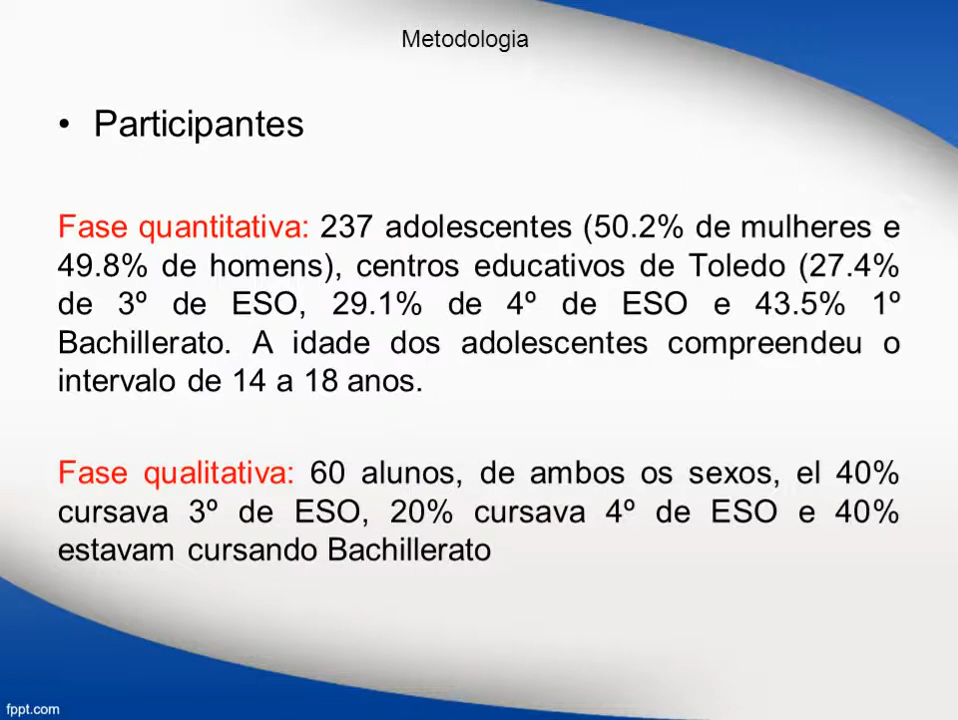 Metodologia
• Participantes
Fase quantitativa: 237 adolescentes (50.2% de mulheres e
49.8% de homens), centros educativos de Toledo (27.4%
de 3º de ESO, 29.1% de 4º de ESO e 43.5% 1º
Bachillerato. A idade dos adolescentes compreendeu o
intervalo de 14 a 18 anos.
Fase qualitativa: 60 alunos, de ambos os sexos, el 40%
cursava 3º de ESO, 20% cursava 4º de ESO e 40%
estavam cursando Bachillerato
fppt.com